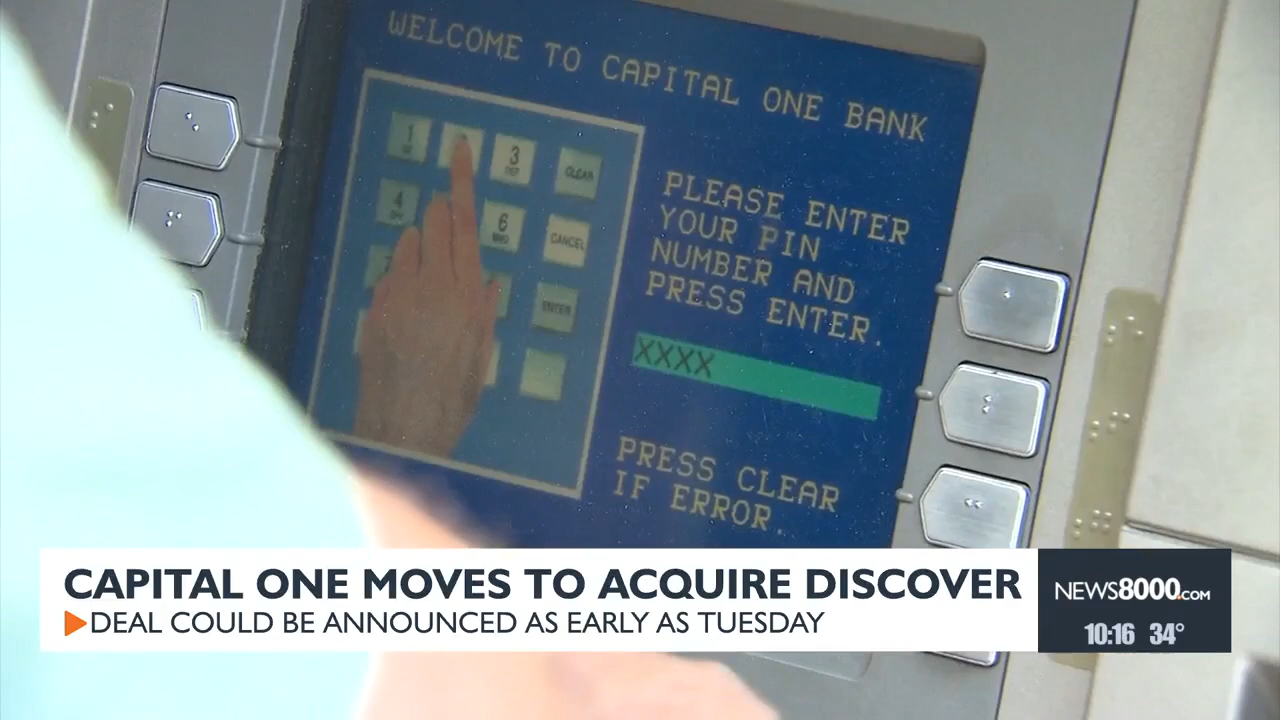 WELCOME TO CAPITAL ONE BANK
1
3
DEF
CLEAR
4
6
MNO
CANCEL
ENTER
PLEASE ENTER
YOUR PIN
NUMBER AND
PRESS ENTER.
XXXX
PRESS CLEAR
IF ERROR.
CAPITAL ONE MOVES TO ACQUIRE DISCOVER
DEAL COULD BE ANNOUNCED AS EARLY AS TUESDAY
NEWS8000.COM
10:16 34°